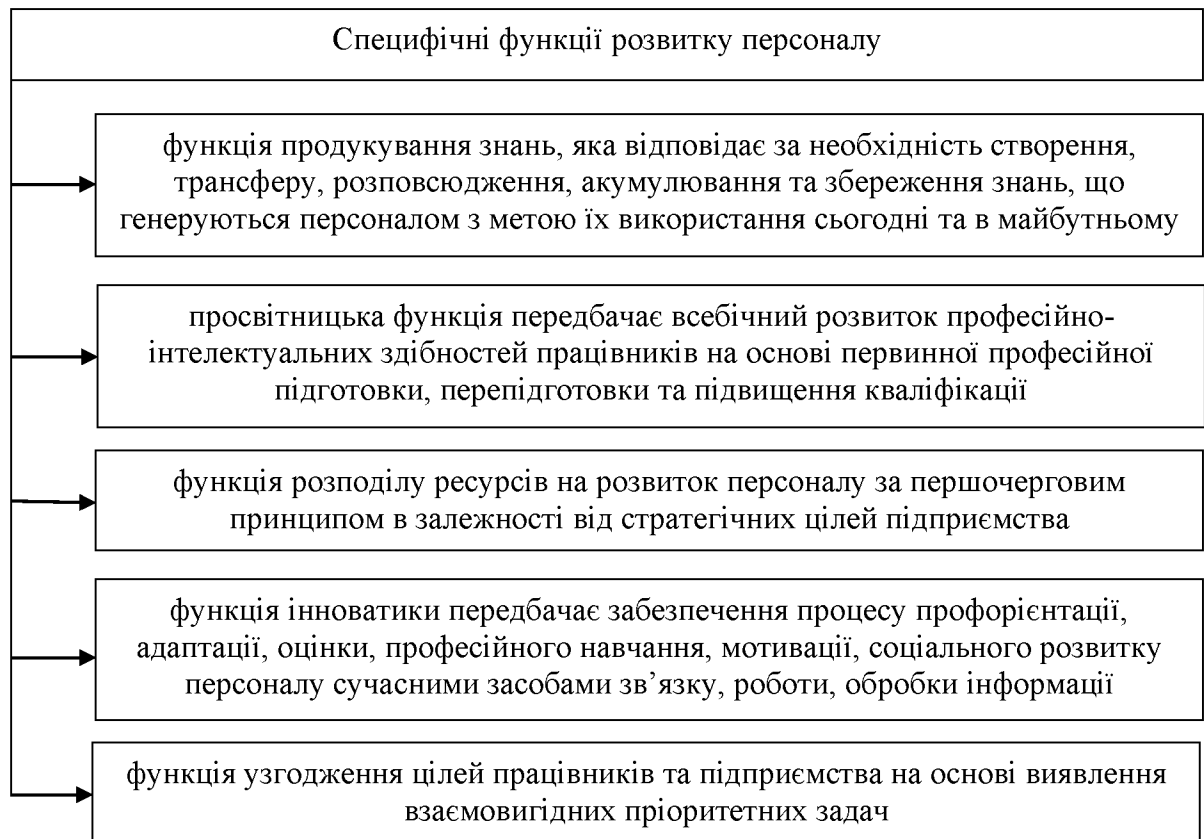 Специфічні функції розвитку персоналу
функція продукування знань, яка відповідає за необхідність створення,
трансферу, розповсюдження, акумулювання та збереження знань, що
генеруються персоналом з метою їх використання сьогодні та в майбутньому
просвітницька функція передбачає всебічний розвиток професійно-
інтелектуальних здібностей працівників на основі первинної професійної
підготовки, перепідготовки та підвищення кваліфікації
функція розподілу ресурсів на розвиток персоналу за першочерговим
принципом в залежності від стратегічних цілей підприємства
функція інноватики передбачає забезпечення процесу профорієнтації,
адаптації, оцінки, професійного навчання, мотивації, соціального розвитку
персоналу сучасними засобами зв’язку, роботи, обробки інформації
функція узгодження цілей працівників та підприємства на основі виявлення
взаємовигідних пріоритетних задач